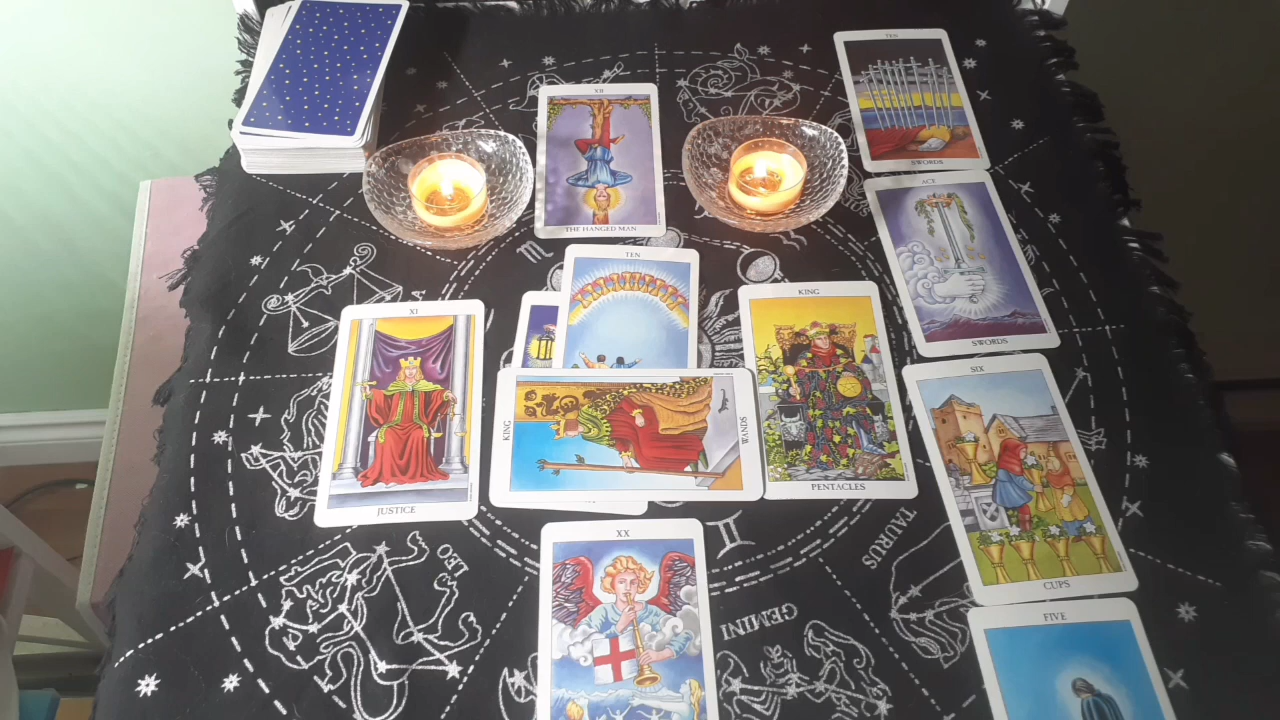 TEN
SWORDS
XII
THE HANGED MAN
ACE
SWORDS
TEN
KING
PENTACLES
XI
JUSTICE
KING
WANDS
SIX
CUPS
XX
FIVE
LEO
TAURUS
GEMINI